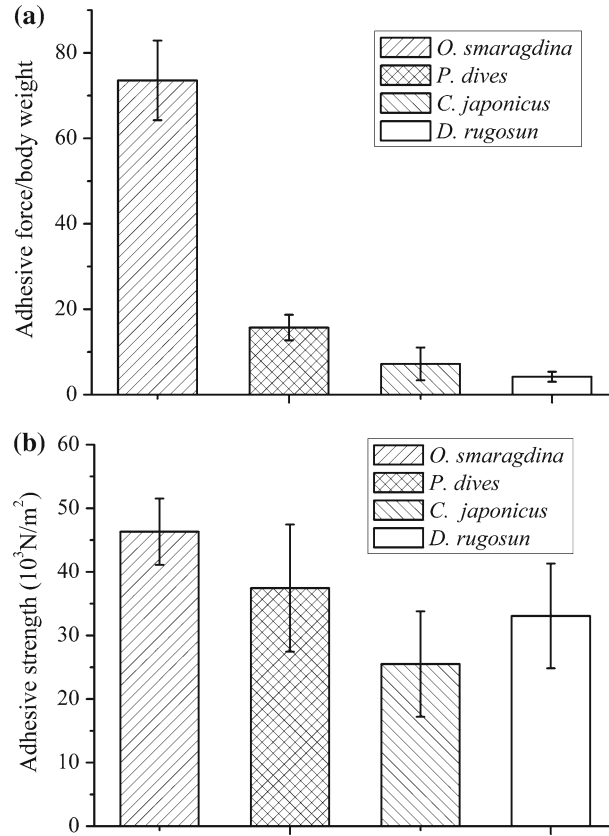 (a)
80
60
40
20
0
Adhesive force/body weight
O. smaragdina
P. dives
C. japonicus
D. rugosun
(b)
60
50
40
30
20
10
0
Adhesive strength (10³N/m²)
O. smaragdina
P. dives
C. japonicus
D. rugosun